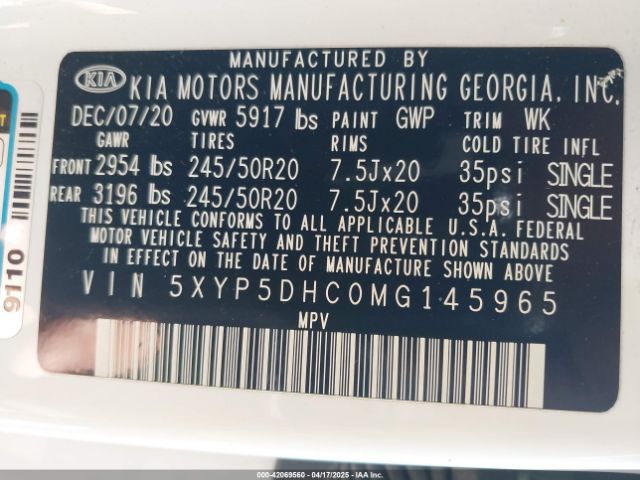 MANUFACTURED BY
KIA KIA MOTORS MANUFACTURING GEORGIA, INC.
DEC/07/20 GVWR 5917 lbs PAINT GWP TRIM WK
GAWR TIRES RIMS COLD TIRE INFL
FRONT 2954 lbs 245/50R20 7.5Jx20 35psi SINGLE
REAR 3196 lbs 245/50R20 7.5Jx20 35psi SINGLE
THIS VEHICLE CONFORMS TO ALL APPLICABLE U.S.A. FEDERAL
MOTOR VEHICLE SAFETY AND THEFT PREVENTION STANDARDS
IN EFFECT ON THE DATE OF MANUFACTURE SHOWN ABOVE
VIN 5XYP5DHC0MG145965
MPV
9110
000-42069560 - 04/17/2025 - IAAI.COM